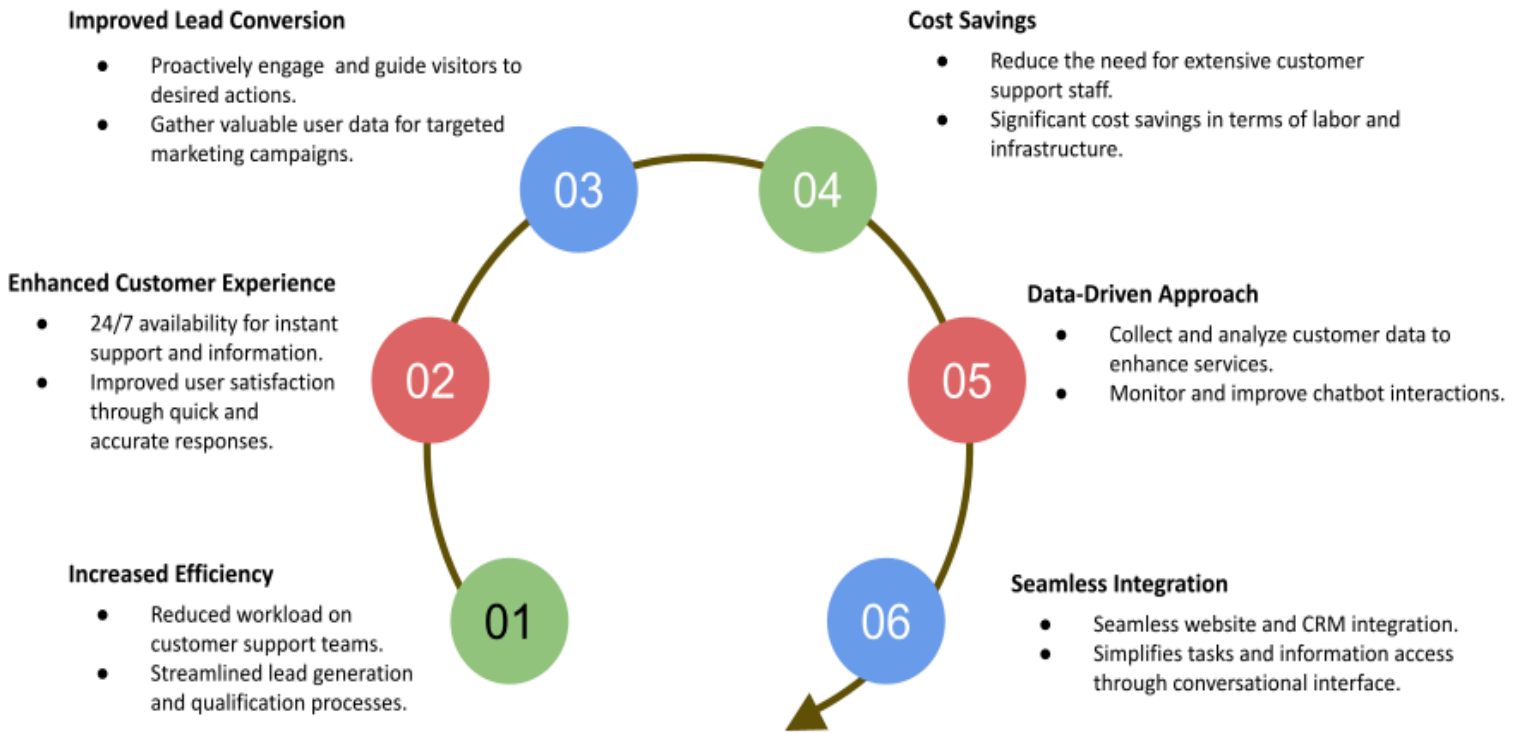 Improved Lead Conversion
● Proactively engage and guide visitors to
desired actions.
● Gather valuable user data for targeted
marketing campaigns.
03
Cost Savings
● Reduce the need for extensive customer
support staff.
● Significant cost savings in terms of labor and
infrastructure.
04
Enhanced Customer Experience
● 24/7 availability for instant
support and information.
● Improved user satisfaction
through quick and
accurate responses.
02
Data-Driven Approach
● Collect and analyze customer data to
enhance services.
● Monitor and improve chatbot interactions.
05
Increased Efficiency
● Reduced workload on
customer support teams.
● Streamlined lead generation
and qualification processes.
01
Seamless Integration
● Seamless website and CRM integration.
● Simplifies tasks and information access
through conversational interface.
06